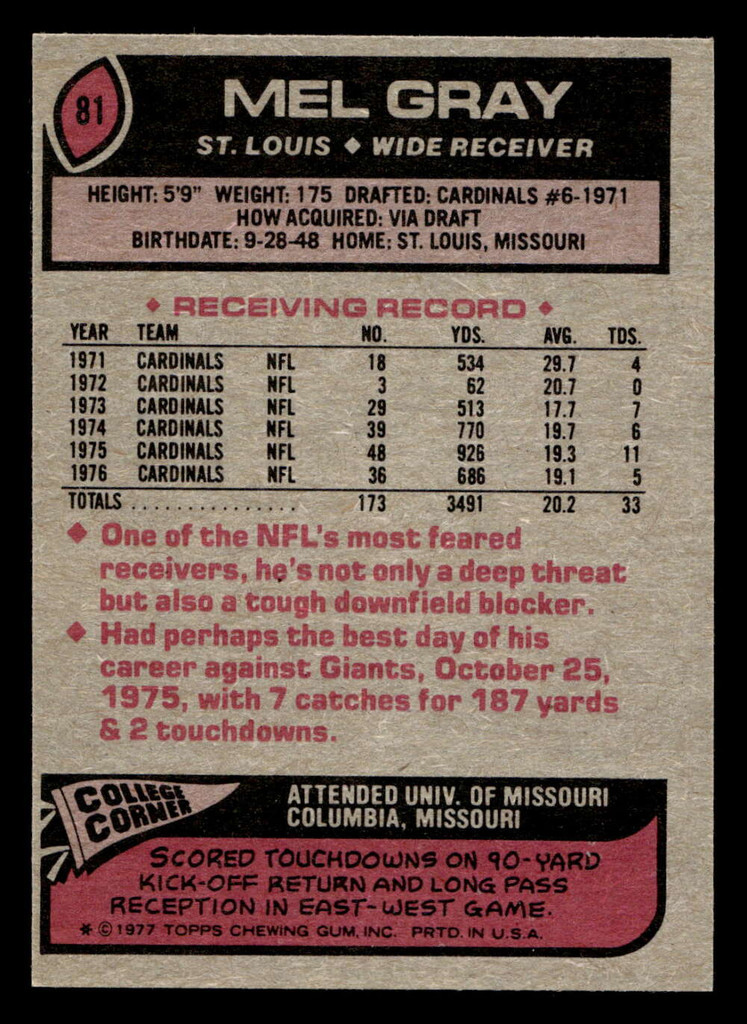 81
MEL GRAY
ST. LOUIS ♦ WIDE RECEIVER
HEIGHT: 5'9" WEIGHT: 175 DRAFTED: CARDINALS #6-1971
HOW ACQUIRED: VIA DRAFT
BIRTHDATE: 9-28-48 HOME: ST. LOUIS, MISSOURI
♦ RECEIVING RECORD ♦
YEAR TEAM NO. YDS. AVG. TDS.
1971 CARDINALS NFL 18 534 29.7 4
1972 CARDINALS NFL 3 62 20.7 0
1973 CARDINALS NFL 29 513 17.7 7
1974 CARDINALS NFL 39 770 19.7 6
1975 CARDINALS NFL 48 926 19.3 11
1976 CARDINALS NFL 36 686 19.1 5
TOTALS ............... 173 3491 20.2 33
♦ One of the NFL's most feared
receivers, he's not only a deep threat
but also a tough downfield blocker.
♦ Had perhaps the best day of his
career against Giants, October 25,
1975, with 7 catches for 187 yards
& 2 touchdowns.
COLLEGE
CORNER
ATTENDED UNIV. OF MISSOURI
COLUMBIA, MISSOURI
SCORED TOUCHDOWNS ON 90-YARD
KICK-OFF RETURN AND LONG PASS
RECEPTION IN EAST-WEST GAME.
* © 1977 TOPPS CHEWING GUM, INC. PRTD. IN U.S.A.